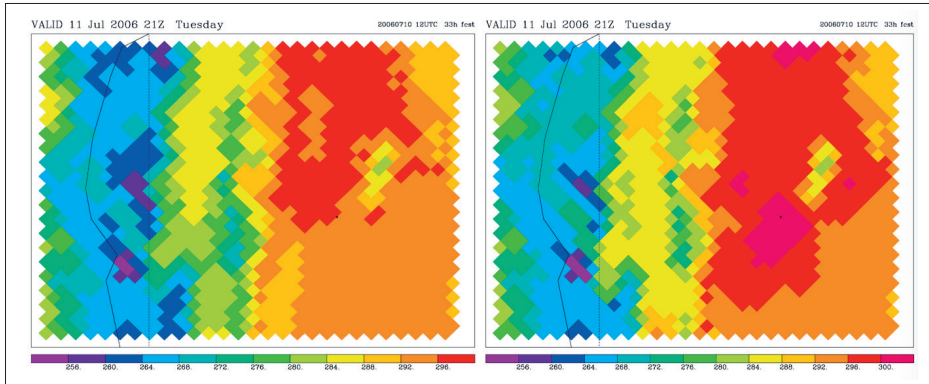 VALID 11 Jul 2006 21Z Tuesday
20060710 12UTC 33h fcst
256. 260. 264. 268. 272. 276. 280. 284. 288. 292. 296.
VALID 11 Jul 2006 21Z Tuesday
20060710 12UTC 33h fcst
256. 260. 264. 268. 272. 276. 280. 284. 288. 292. 296. 300.